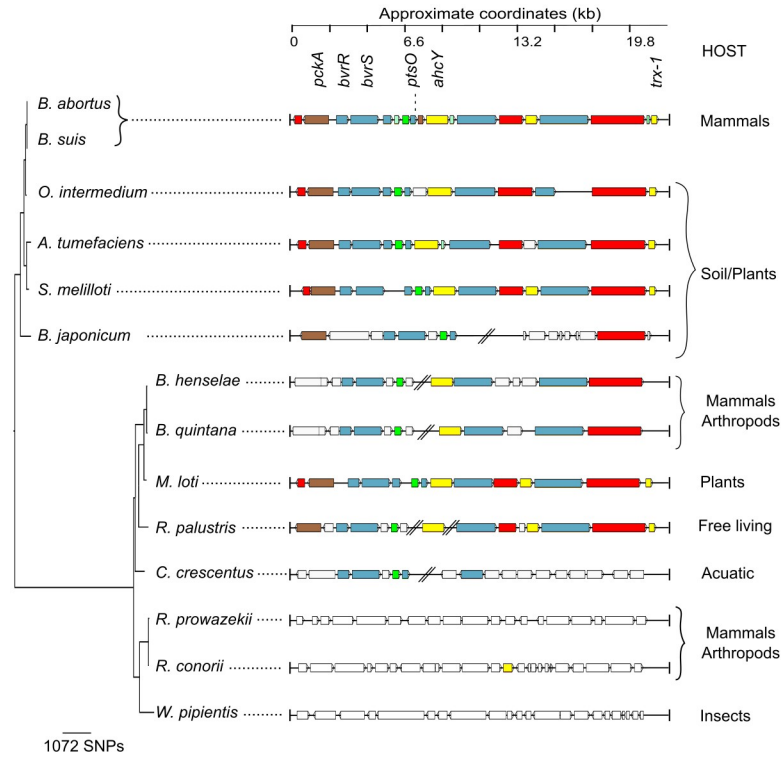 Approximate coordinates (kb)
0 6.6 13.2 19.8
HOST
pckA bvrR bvrS ptsO ahcY trx-1
B. abortus
Mammals
B. suis
O. intermedium
A. tumefaciens
Soil/Plants
S. melilloti
B. japonicum
B. henselae
Mammals
Arthropods
B. quintana
M. loti Plants
R. palustris Free living
C. crescentus Acuatic
R. prowazekii
Mammals
Arthropods
R. conorii
W. pipientis Insects
1072 SNPs